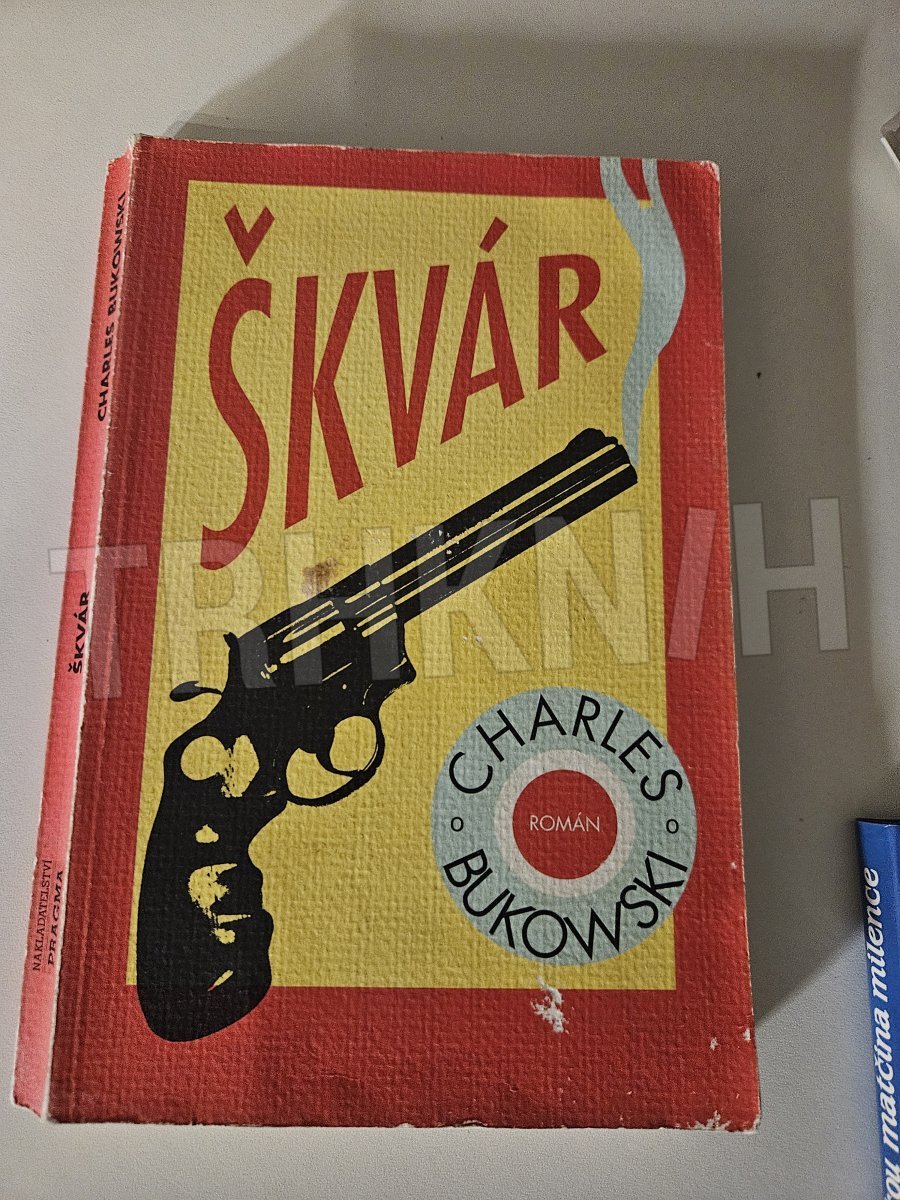 ŠKVÁR
CHARLES
BUKOWSKI
ROMÁN
CHARLES BUKOWSKI
ŠKVÁR
NAKLADATELSTVÍ
PRAGMA
TRHKNIH
matčina milence